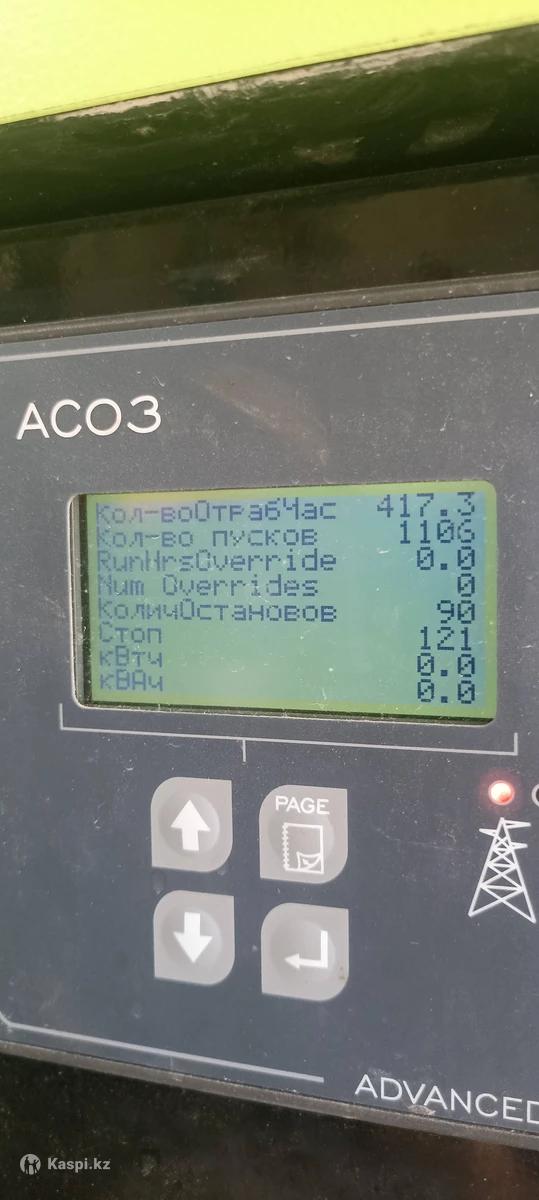 ACO3
Кол-воОтрабЧас 417.3
Кол-во пусков 1106
RunHrsOverride 0.0
Num Overrides 0
КоличОстановов 90
Стоп 121
кВтч 0.0
кВАч 0.0
PAGE
ADVANCED
Kaspi.kz